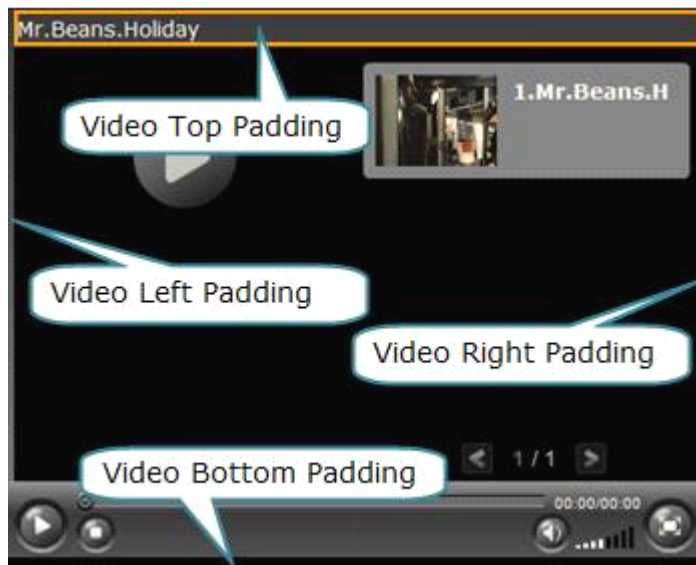 Mr.Beans.Holiday
1.Mr.Beans.H
Video Top Padding
Video Left Padding
Video Right Padding
1/1
Video Bottom Padding
00:00/00:00